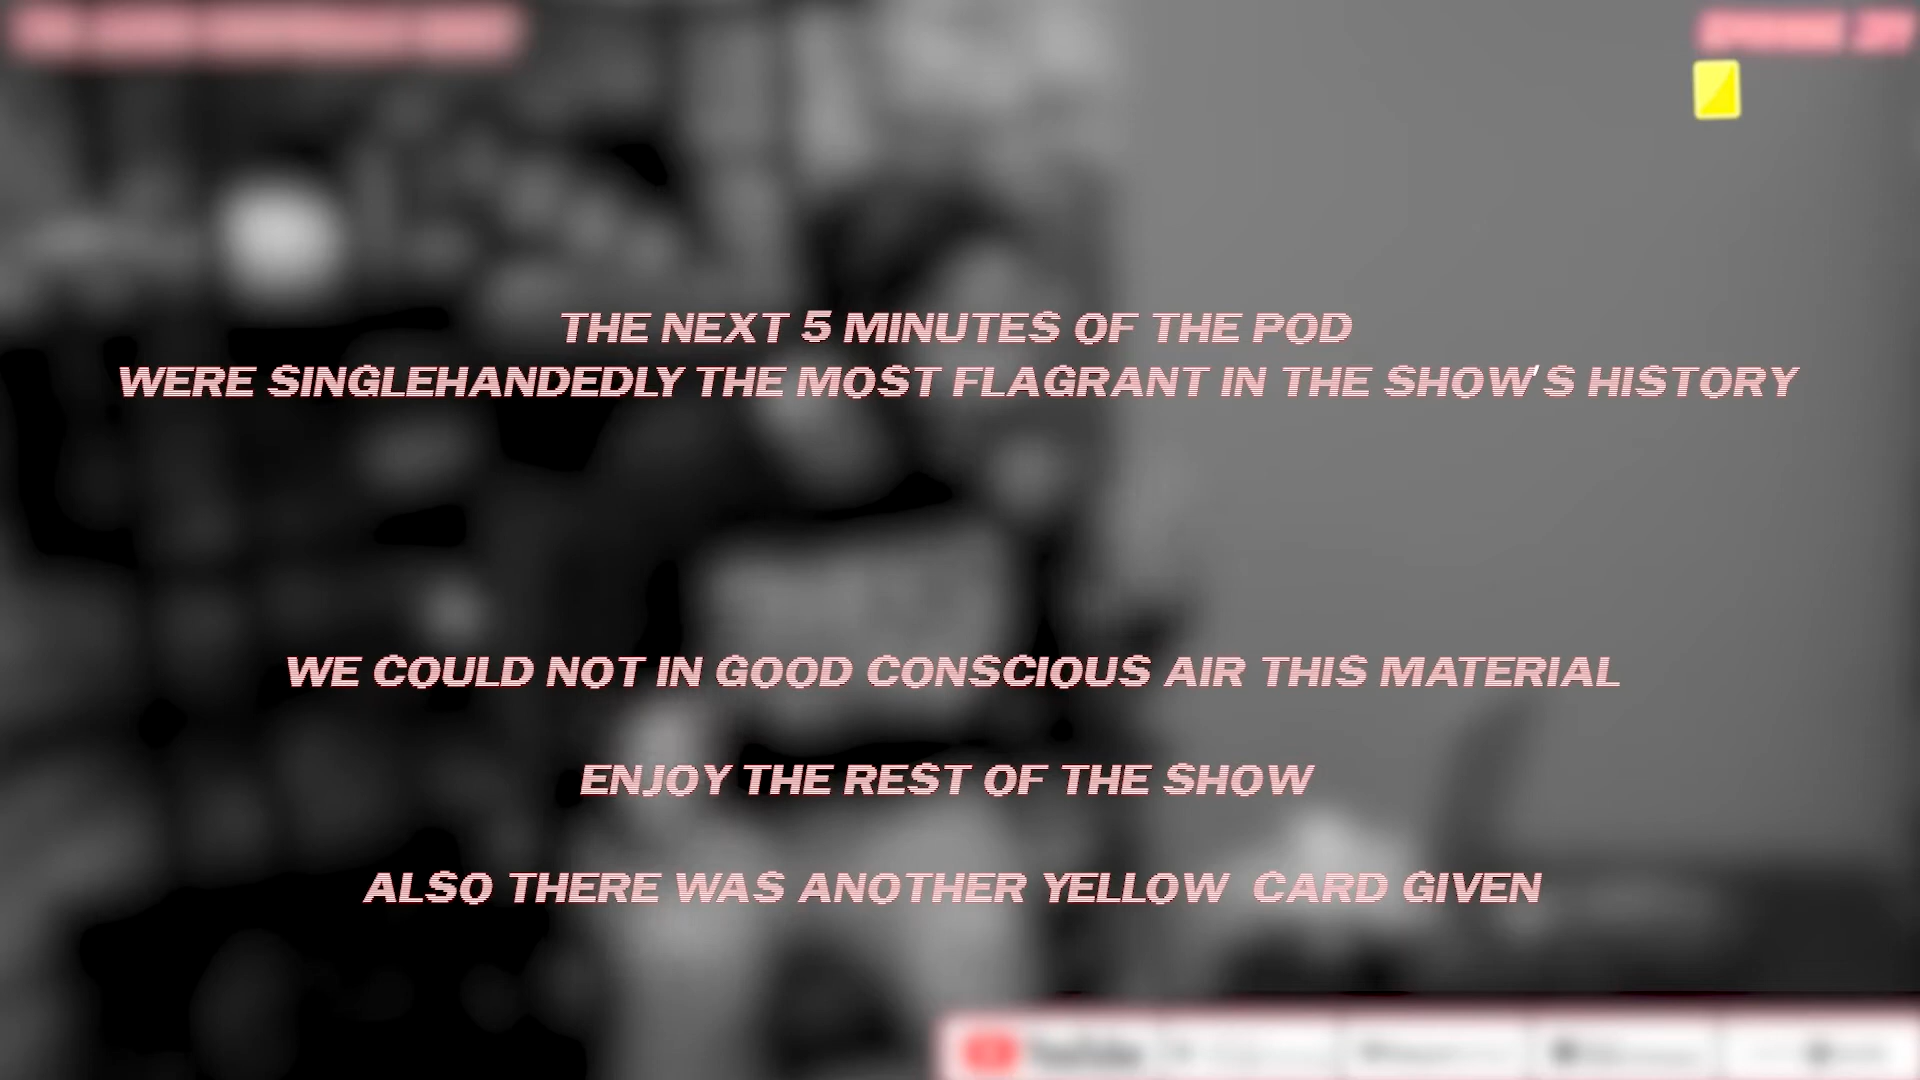 THE NEXT 5 MINUTES OF THE POD
WERE SINGLEHANDEDLY THE MOST FLAGRANT IN THE SHOW'S HISTORY
WE COULD NOT IN GOOD CONSCIOUS AIR THIS MATERIAL
ENJOY THE REST OF THE SHOW
ALSO THERE WAS ANOTHER YELLOW CARD GIVEN